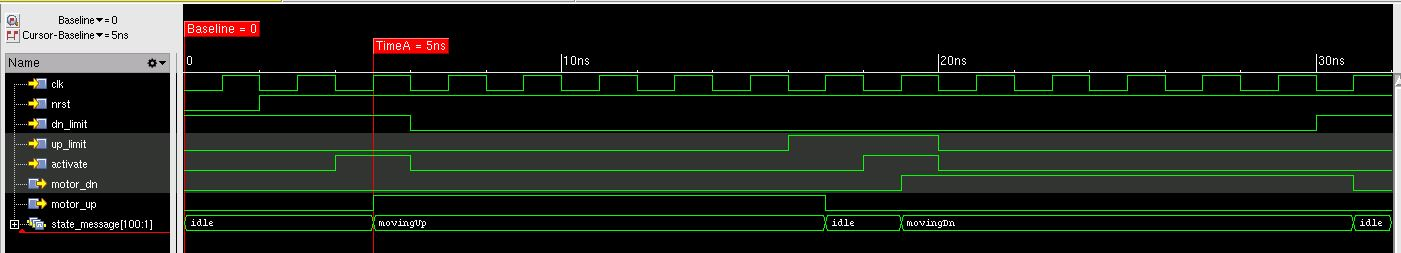 Baseline▼= 0
Cursor-Baseline▼= 5ns
Baseline = 0
TimeA = 5ns
Name
0
10ns
20ns
30ns
clk
nrst
dn_limit
up_limit
activate
motor_dn
motor_up
state_message[100:1]
idle
movingUp
idle
movingDn
idle